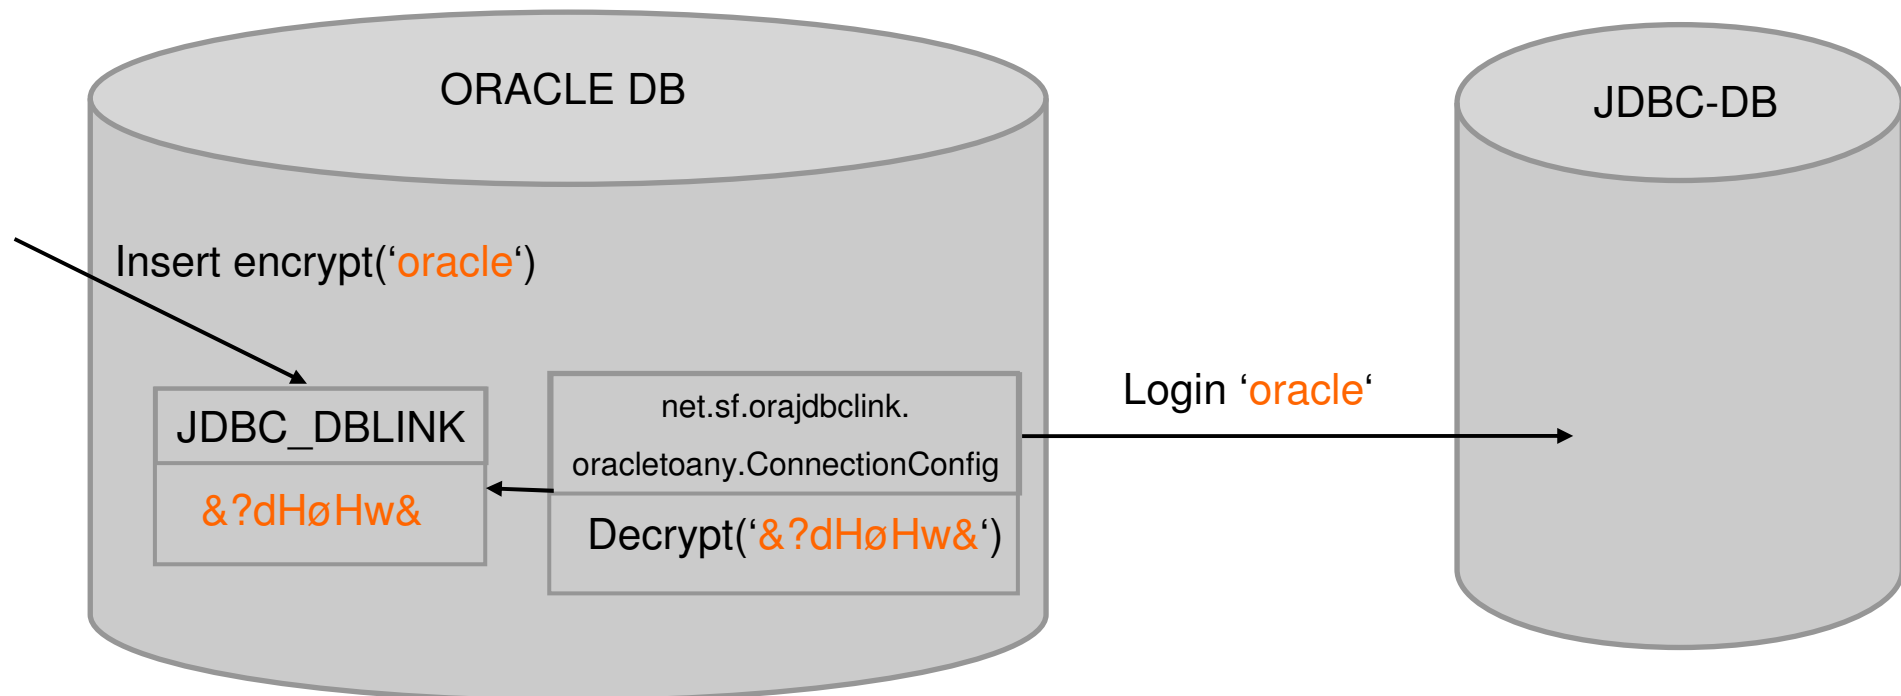 ORACLE DB
JDBC-DB
Insert encrypt(‘oracle‘)
JDBC_DBLINK
&?dHøHw&
net.sf.orajdbclink.
oracletoany.ConnectionConfig
Decrypt(‘&?dHøHw&‘)
Login ‘oracle‘